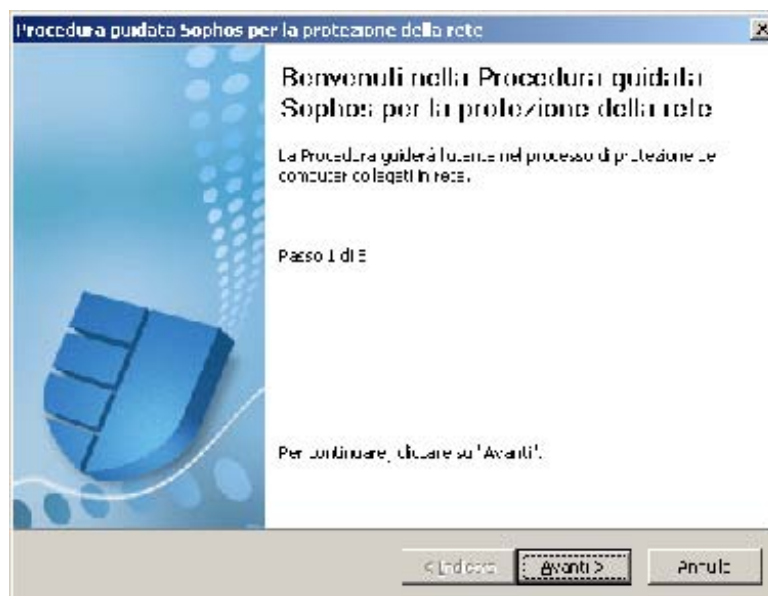 Procedura guidata Sophos per la protezione della rete
Benvenuti nella Procedura guidata
Sophos per la protezione della rete
La Procedura guiderà l'utente nel processo di protezione
computer collegati in rete.
Passo 1 di
Per continuare, cliccare su "Avanti".
< Indietro
Avanti >
Annulla